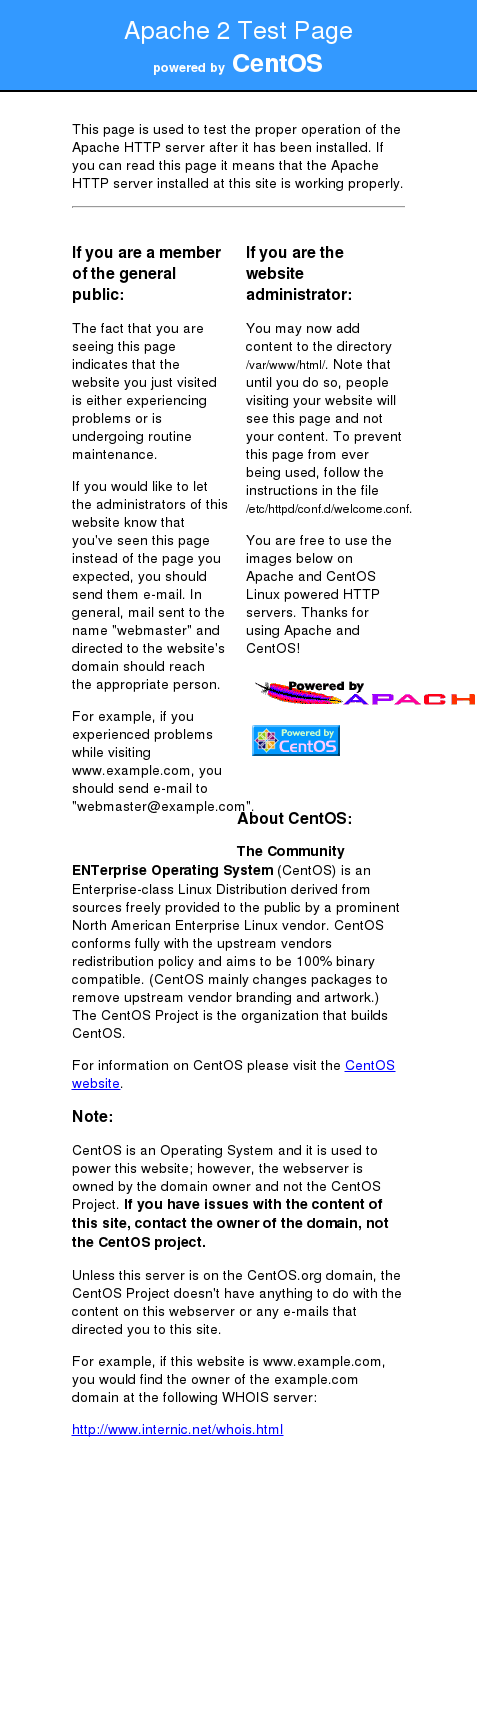 Apache 2 Test Page
powered by CentOS
This page is used to test the proper operation of the
Apache HTTP server after it has been installed. If
you can read this page it means that the Apache
HTTP server installed at this site is working properly.
If you are a member
of the general
public:
The fact that you are
seeing this page
indicates that the
website you just visited
is either experiencing
problems or is
undergoing routine
maintenance.
If you would like to let
the administrators of this
website know that
you've seen this page
instead of the page you
expected, you should
send them e-mail. In
general, mail sent to the
name "webmaster" and
directed to the website's
domain should reach
the appropriate person.
For example, if you
experienced problems
while visiting
www.example.com, you
should send e-mail to
"webmaster@example.com".
If you are the
website
administrator:
You may now add
content to the directory
/var/www/html/. Note that
until you do so, people
visiting your website will
see this page and not
your content. To prevent
this page from ever
being used, follow the
instructions in the file
/etc/httpd/conf.d/welcome.conf.
You are free to use the
images below on
Apache and CentOS
Linux powered HTTP
servers. Thanks for
using Apache and
CentOS!
Powered by
APACH
Powered by
CentOS
About CentOS:
The Community
ENTerprise Operating System (CentOS) is an
Enterprise-class Linux Distribution derived from
sources freely provided to the public by a prominent
North American Enterprise Linux vendor. CentOS
conforms fully with the upstream vendors
redistribution policy and aims to be 100% binary
compatible. (CentOS mainly changes packages to
remove upstream vendor branding and artwork.)
The CentOS Project is the organization that builds
CentOS.
For information on CentOS please visit the CentOS
website.
Note:
CentOS is an Operating System and it is used to
power this website; however, the webserver is
owned by the domain owner and not the CentOS
Project. If you have issues with the content of
this site, contact the owner of the domain, not
the CentOS project.
Unless this server is on the CentOS.org domain, the
CentOS Project doesn't have anything to do with the
content on this webserver or any e-mails that
directed you to this site.
For example, if this website is www.example.com,
you would find the owner of the example.com
domain at the following WHOIS server:
http://www.internic.net/whois.html